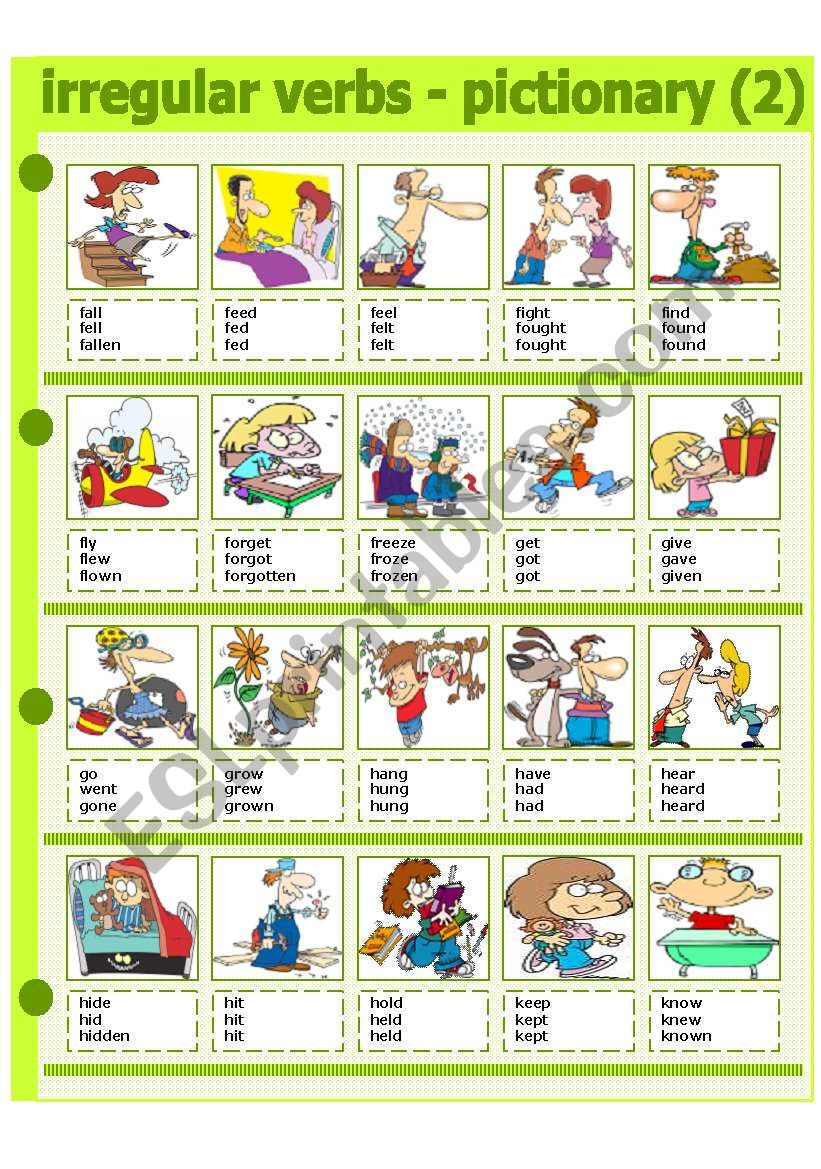 irregular verbs - pictionary (2)
fall
fell
fallen
feed
fed
fed
feel
felt
felt
fight
fought
fought
find
found
found
fly
flew
flown
forget
forgot
forgotten
freeze
froze
frozen
get
got
got
give
gave
given
go
went
gone
grow
grew
grown
hang
hung
hung
have
had
had
hear
heard
heard
hide
hid
hidden
hit
hit
hit
hold
held
held
keep
kept
kept
know
knew
known
ESLprintables.com